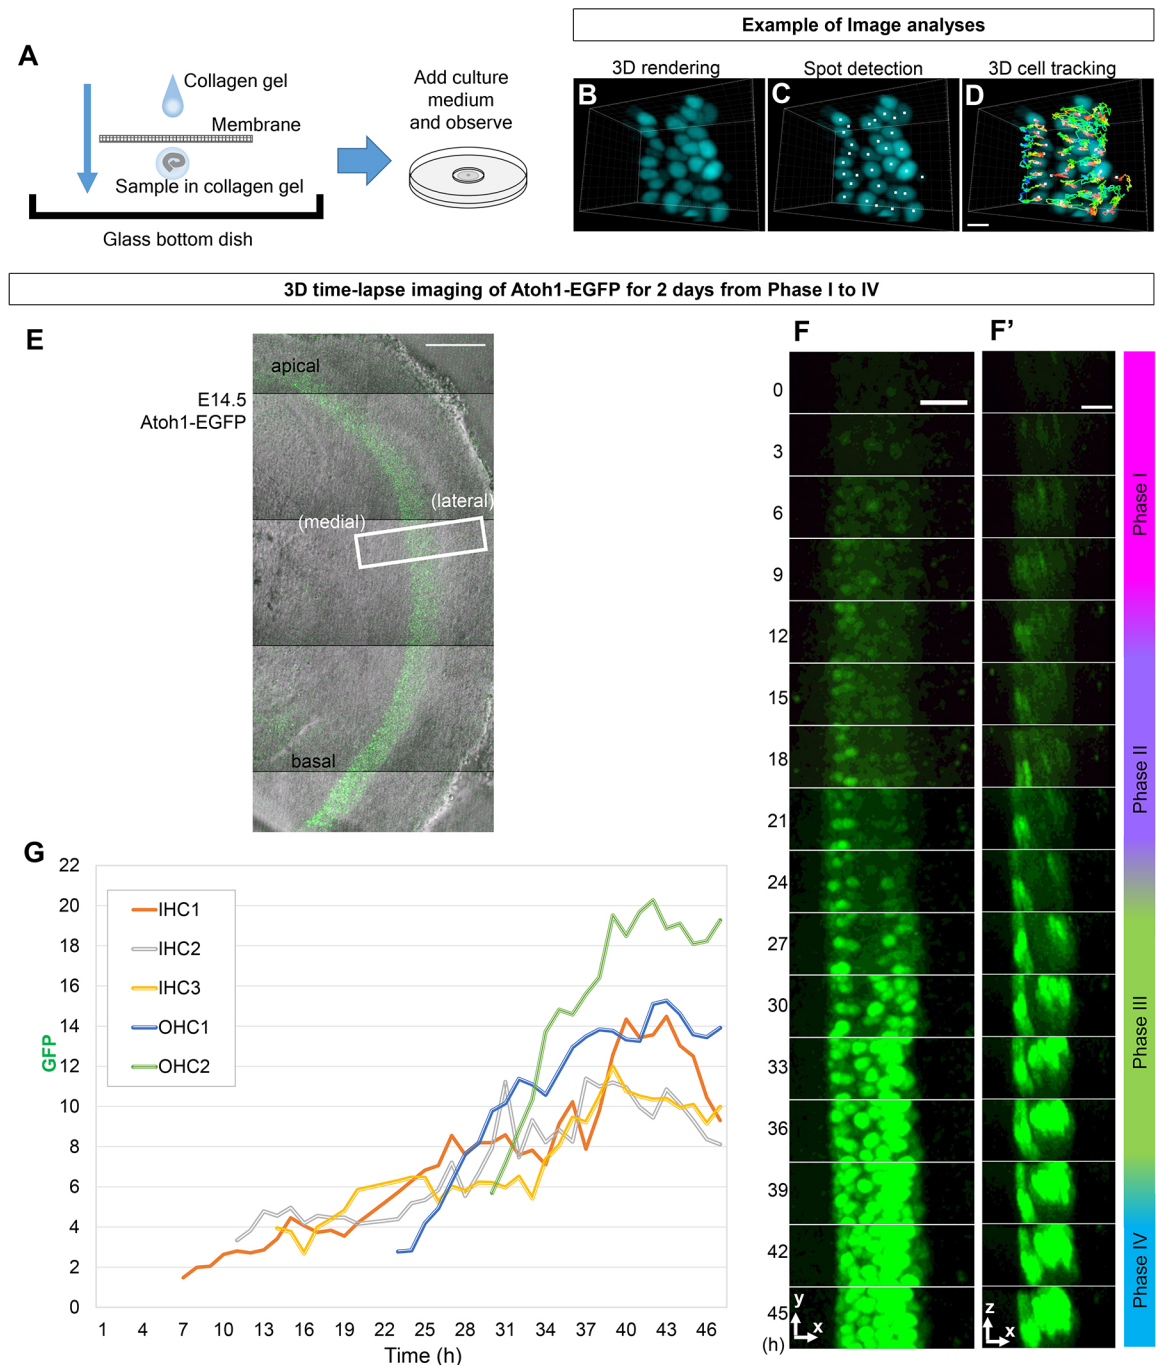 Example of Image analyses
A
Collagen gel
Membrane
Sample in collagen gel
Glass bottom dish
Add culture
medium
and observe
3D rendering
Spot detection
3D cell tracking
B
C
D
3D time-lapse imaging of Atoh1-EGFP for 2 days from Phase I to IV
E
E14.5
Atoh1-EGFP
apical
(lateral)
(medial)
basal
F
F’
0
3
6
9
12
15
18
21
24
27
30
33
36
39
42
45
(h)
y
x
z
x
Phase I
Phase II
Phase III
Phase IV
G
22
20
18
16
14
12
10
8
6
4
2
0
GFP
IHC1
IHC2
IHC3
OHC1
OHC2
1 4 7 10 13 16 19 22 25 28 31 34 37 40 43 46
Time (h)